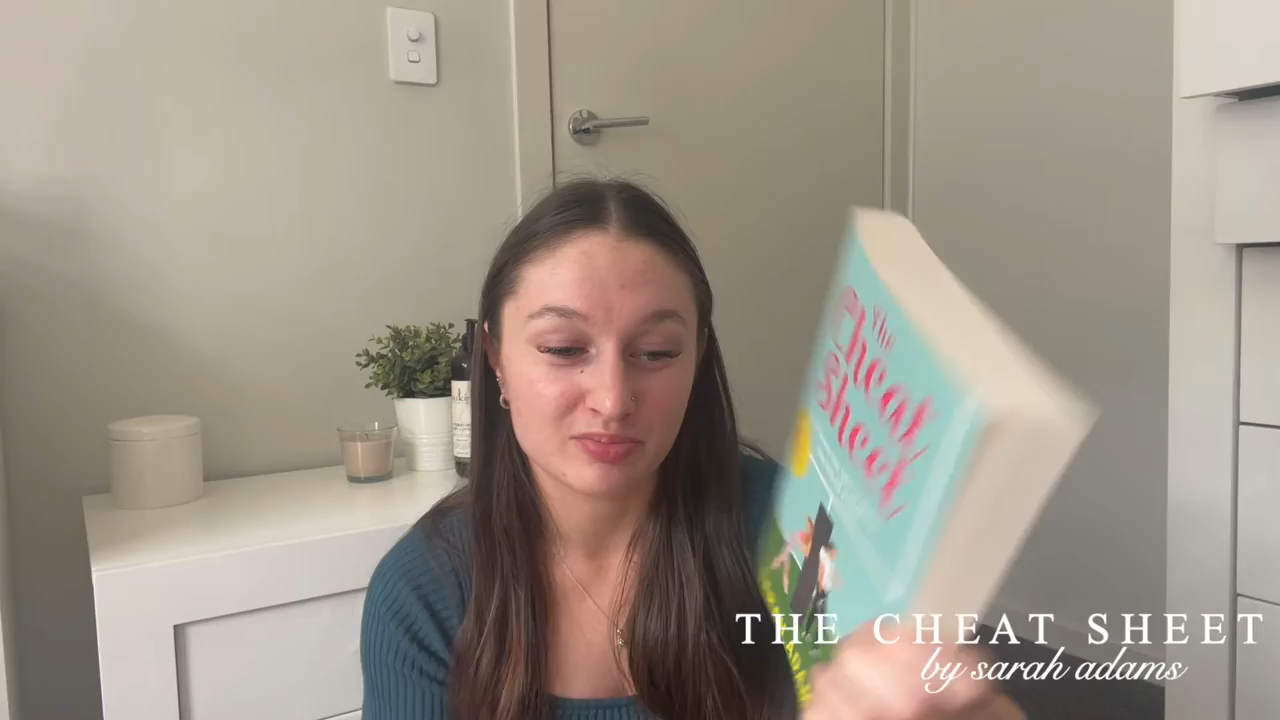 The
Cheat
Sheet
THE CHEAT SHEET
by sarah adams